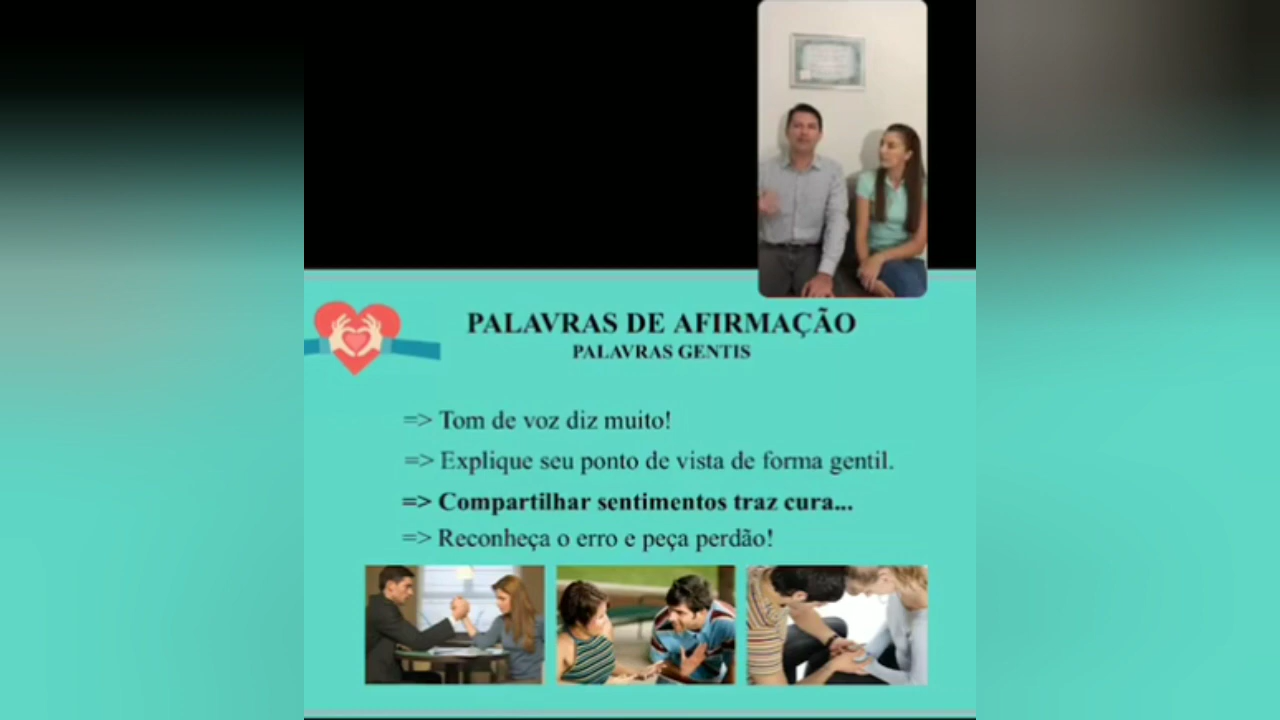 PALAVRAS DE AFIRMAÇÃO
PALAVRAS GENTIS
=> Tom de voz diz muito!
=> Explique seu ponto de vista de forma gentil.
=> Compartilhar sentimentos traz cura...
=> Reconheça o erro e peça perdão!